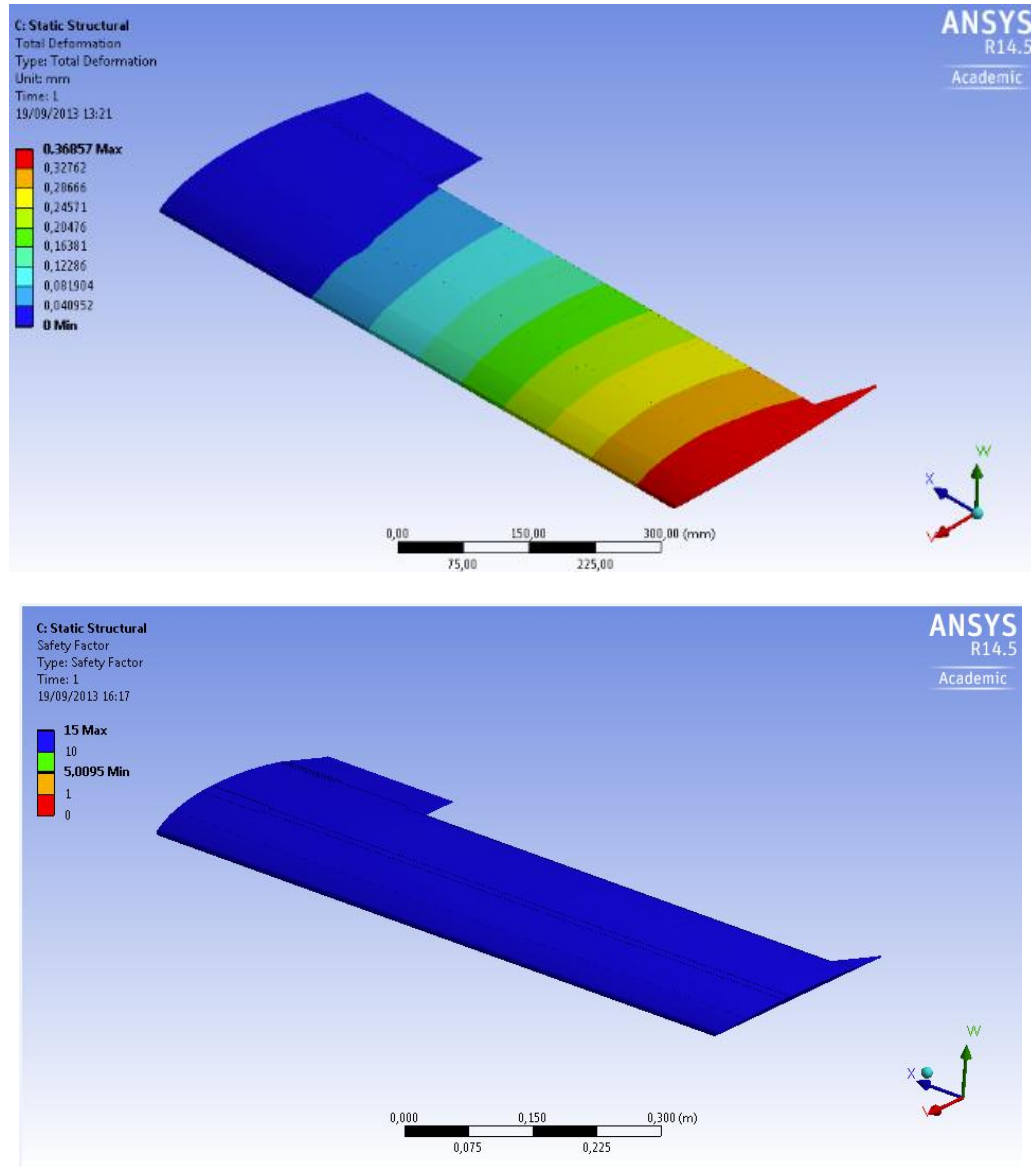 C: Static Structural
Total Deformation
Type: Total Deformation
Unit: mm
Time: 1
19/09/2013 13:21
0.36857 Max
0,32762
0,28666
0,24571
0,20476
0,16381
0,12286
0,081904
0,040952
0 Min
ANSYS
R14.5
Academic
W
X
V
0,00 150,00 300,00 (mm)
75,00 225,00
C: Static Structural
Safety Factor
Type: Safety Factor
Time: 1
19/09/2013 16:17
15 Max
10
5,0095 Min
1
0
ANSYS
R14.5
Academic
W
X
V
0,000 0,150 0,300 (m)
0,075 0,225